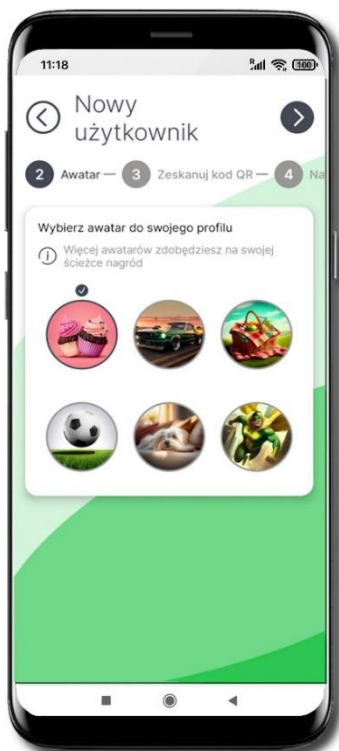 11:18
100
Nowy
użytkownik
2 Awatar — 3 Zeskanuj kod QR — 4 Na
Wybierz awatar do swojego profilu
Więcej awatarów zdobędziesz na swojej
ścieżce nagród